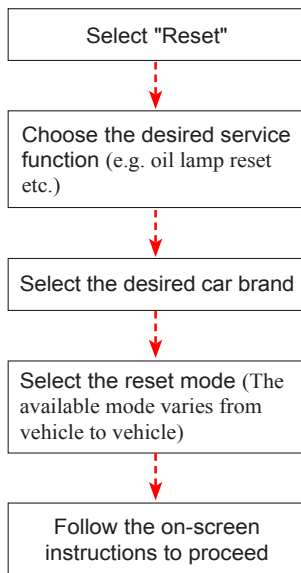 Select "Reset"
Choose the desired service
function (e.g. oil lamp reset
etc.)
Select the desired car brand
Select the reset mode (The
available mode varies from
vehicle to vehicle)
Follow the on-screen
instructions to proceed